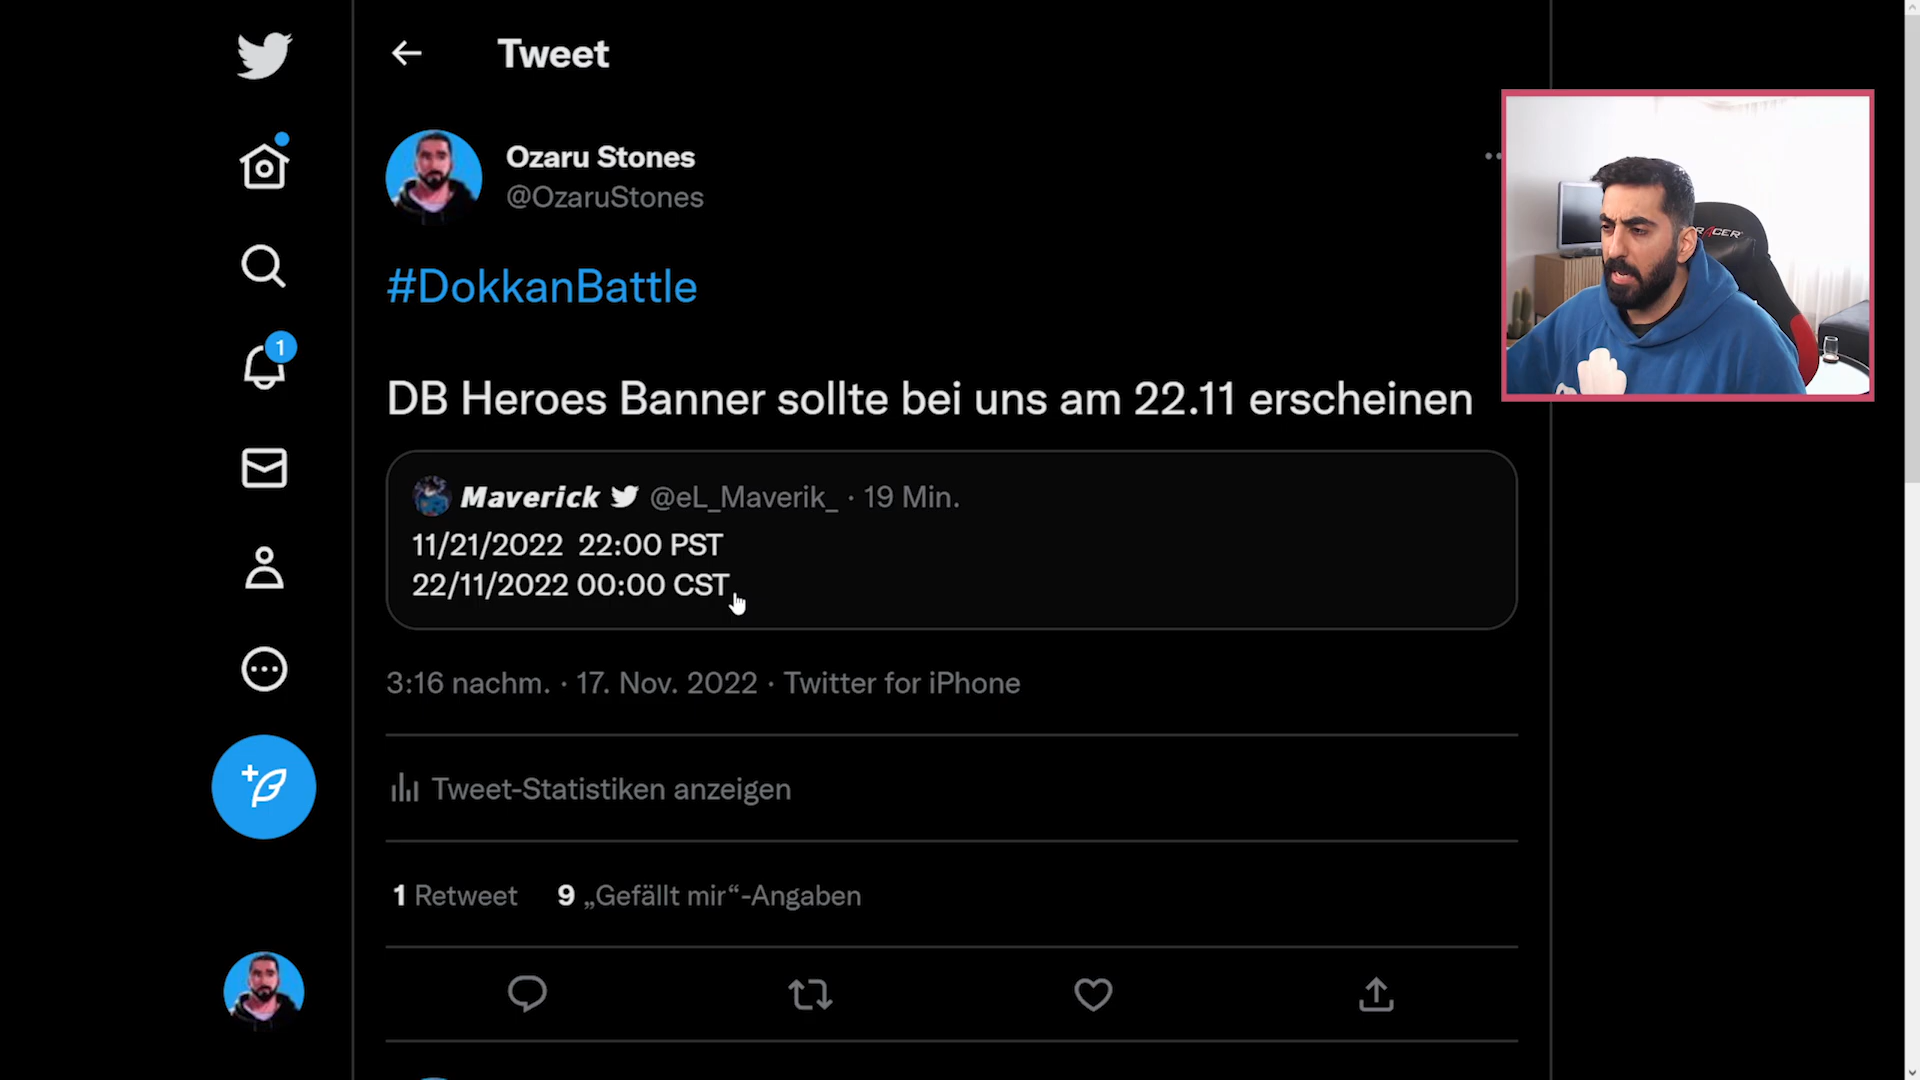 Tweet
Ozaru Stones
@OzaruStones
#DokkanBattle
DB Heroes Banner sollte bei uns am 22.11 erscheinen
1
Maverick @eL_Maverik_ · 19 Min.
11/21/2022 22:00 PST
22/11/2022 00:00 CST
3:16 nachm. · 17. Nov. 2022 · Twitter for iPhone
Tweet-Statistiken anzeigen
1 Retweet 9 „Gefällt mir“-Angaben